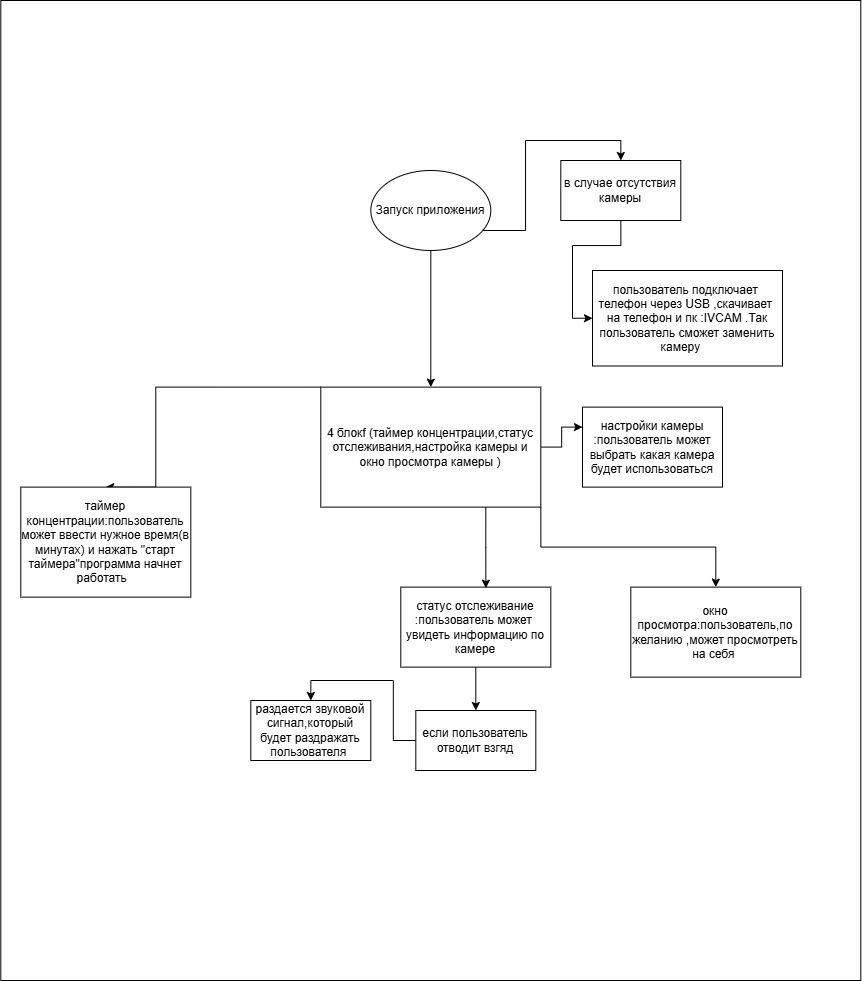 в случае отсутствия
камеры
Запуск приложения
пользователь подключает
телефон через USB ,скачивает
на телефон и пк :IVCAM .Так
пользователь сможет заменить
камеру
4 блокf (таймер концентрации,статус
отслеживания,настройка камеры и
окно просмотра камеры )
настройки камеры
:пользователь может
выбрать какая камера
будет использоваться
таймер
концентрации:пользователь
может ввести нужное время(в
минутах) и нажать "старт
таймера"программа начнет
работать
статус отслеживание
:пользователь может
увидеть информацию по
камере
окно
просмотра:пользователь,по
желанию ,может просмотреть
на себя
раздается звуковой
сигнал,который
будет раздражать
пользователя
если пользователь
отводит взгяд